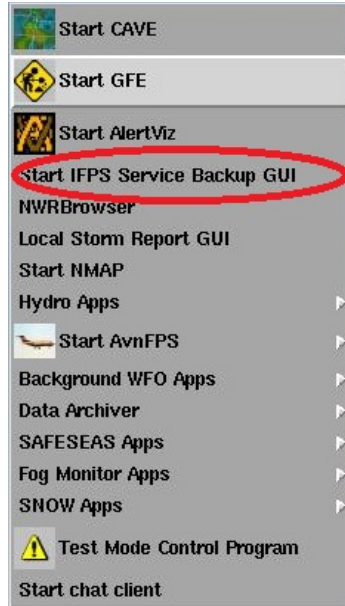 Start CAVE
Start GFE
Start AlertViz
Start IFPS Service Backup GUI
NWRBrowser
Local Storm Report GUI
Start NMAP
Hydro Apps
Start AvnFPS
Background WFO Apps
Data Archiver
SAFESEAS Apps
Fog Monitor Apps
SNOW Apps
Test Mode Control Program
Start chat client